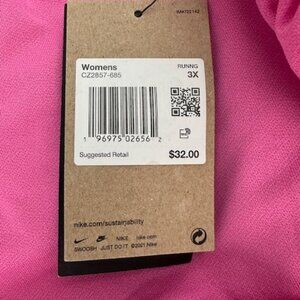 Womens
CZ2857-685
RUNNG
3X
1 96975 02656 2
Suggested Retail
$32.00
nike.com/sustainability
NIKE nike.com
SWOOSH JUST DO IT ©2021 Nike